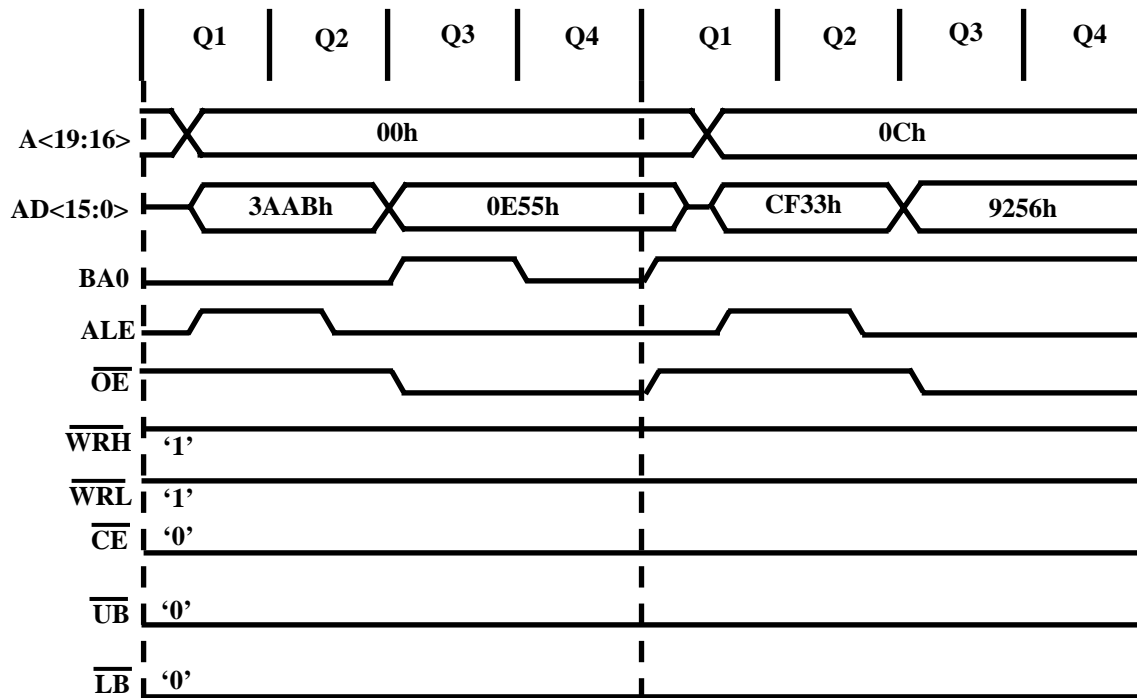 Q1 Q2 Q3 Q4 Q1 Q2 Q3 Q4
A<19:16> 00h 0Ch
AD<15:0> 3AABh 0E55h CF33h 9256h
BA0
ALE
OE
WRH ‘1’
WRL ‘1’
CE ‘0’
UB ‘0’
LB ‘0’